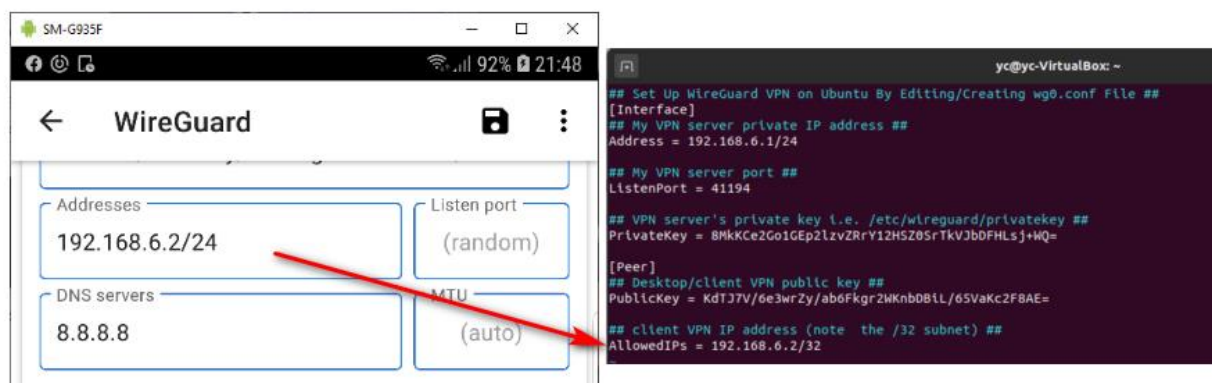 SM-G935F
92% 21:48
WireGuard
Addresses
Listen port
192.168.6.2/24
(random)
DNS servers
MTU
8.8.8.8
(auto)
yc@yc-VirtualBox: ~
## Set Up WireGuard VPN on Ubuntu By Editing/Creating wg0.conf File ##
[Interface]
## My VPN server private IP address ##
Address = 192.168.6.1/24
## My VPN server port ##
ListenPort = 41194
## VPN server's private key i.e. /etc/wireguard/privatekey ##
PrivateKey = 8MkKCe2Go1GEp2lzvZRrY12HSZ0SrTkVJbDFHLsj+WQ=
[Peer]
## Desktop/client VPN public key ##
PublicKey = KdTJ7V/6e3wrZy/ab6Fkgr2WKnbDBiL/65VaKc2F8AE=
## client VPN IP address (note the /32 subnet) ##
AllowedIPs = 192.168.6.2/32
~